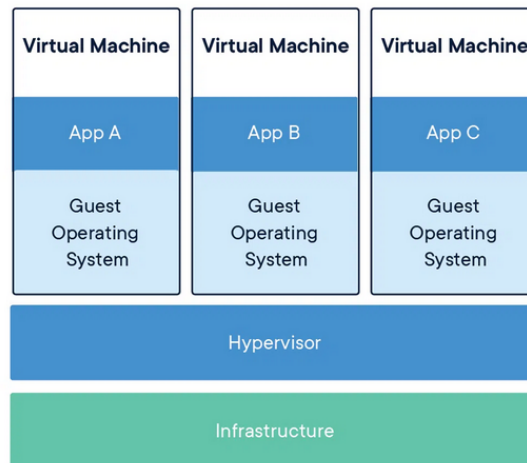 Virtual Machine
Virtual Machine
Virtual Machine
App A
App B
App C
Guest
Operating
System
Guest
Operating
System
Guest
Operating
System
Hypervisor
Infrastructure